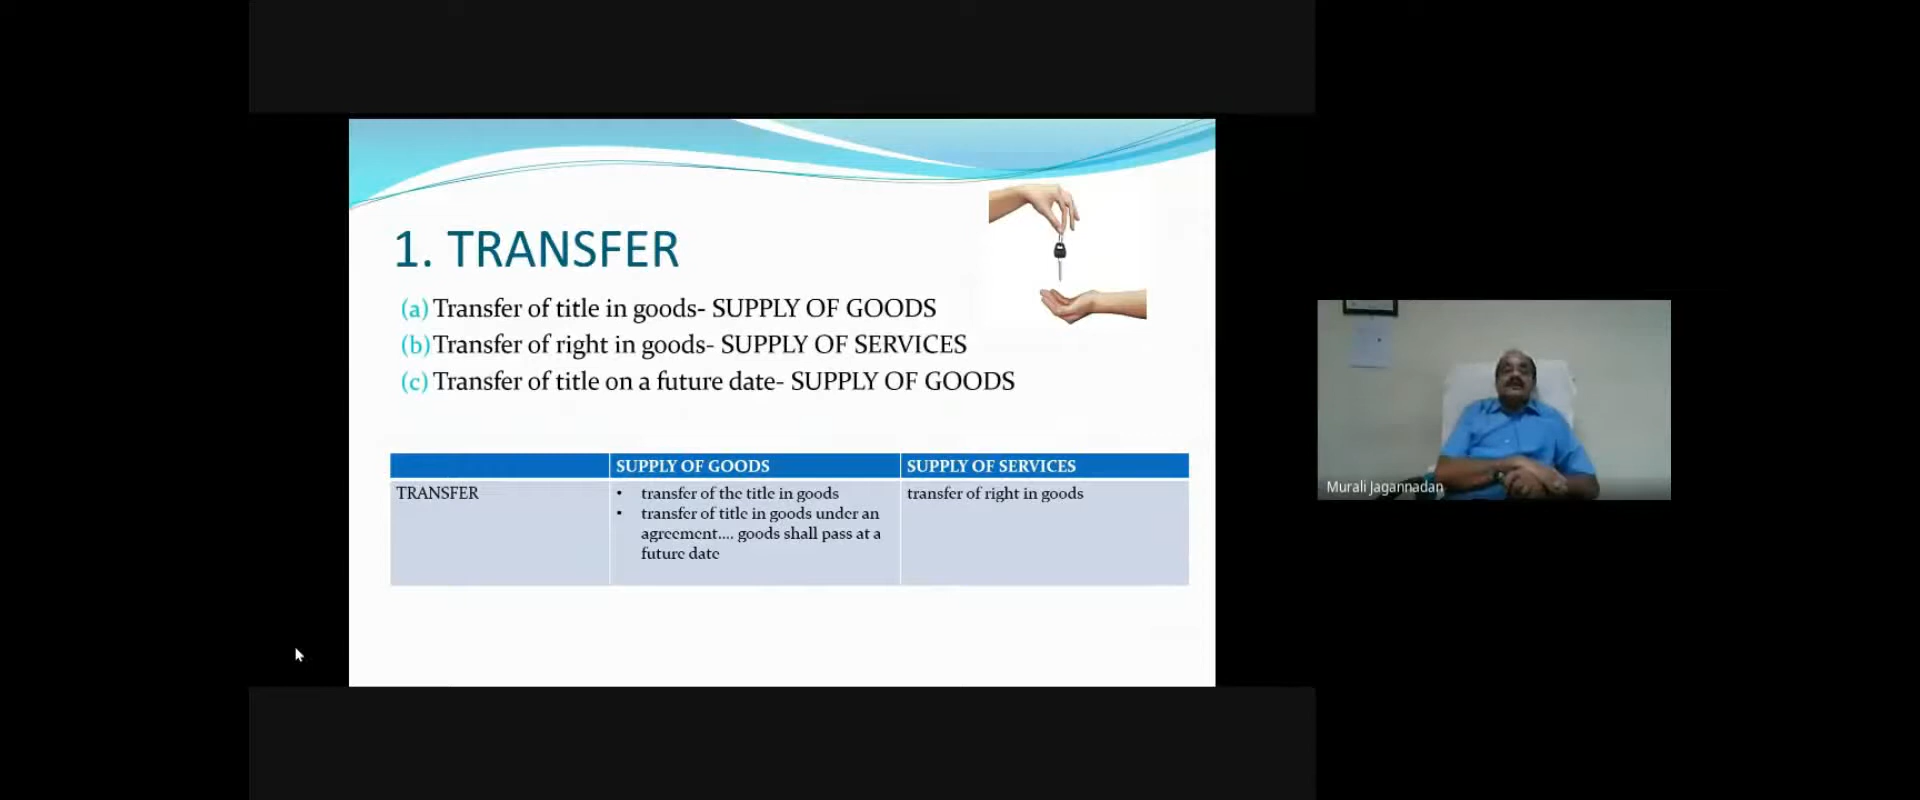 1. TRANSFER
(a) Transfer of title in goods- SUPPLY OF GOODS
(b) Transfer of right in goods- SUPPLY OF SERVICES
(c) Transfer of title on a future date- SUPPLY OF GOODS
SUPPLY OF GOODS
SUPPLY OF SERVICES
TRANSFER
• transfer of the title in goods
• transfer of title in goods under an
agreement.... goods shall pass at a
future date
transfer of right in goods
Murali Jagannadan